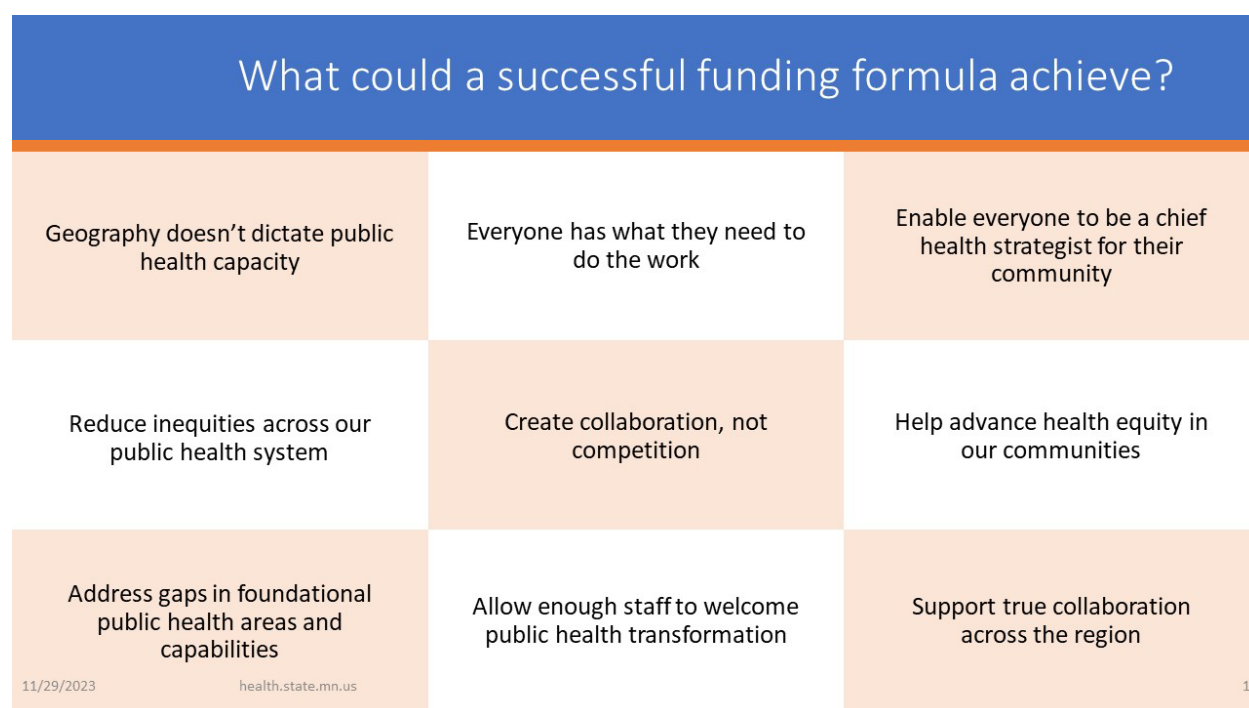 What could a successful funding formula achieve?
Geography doesn’t dictate public
health capacity
Everyone has what they need to
do the work
Enable everyone to be a chief
health strategist for their
community
Reduce inequities across our
public health system
Create collaboration, not
competition
Help advance health equity in
our communities
Address gaps in foundational
public health areas and
capabilities
Allow enough staff to welcome
public health transformation
Support true collaboration
across the region
11/29/2023
health.state.mn.us